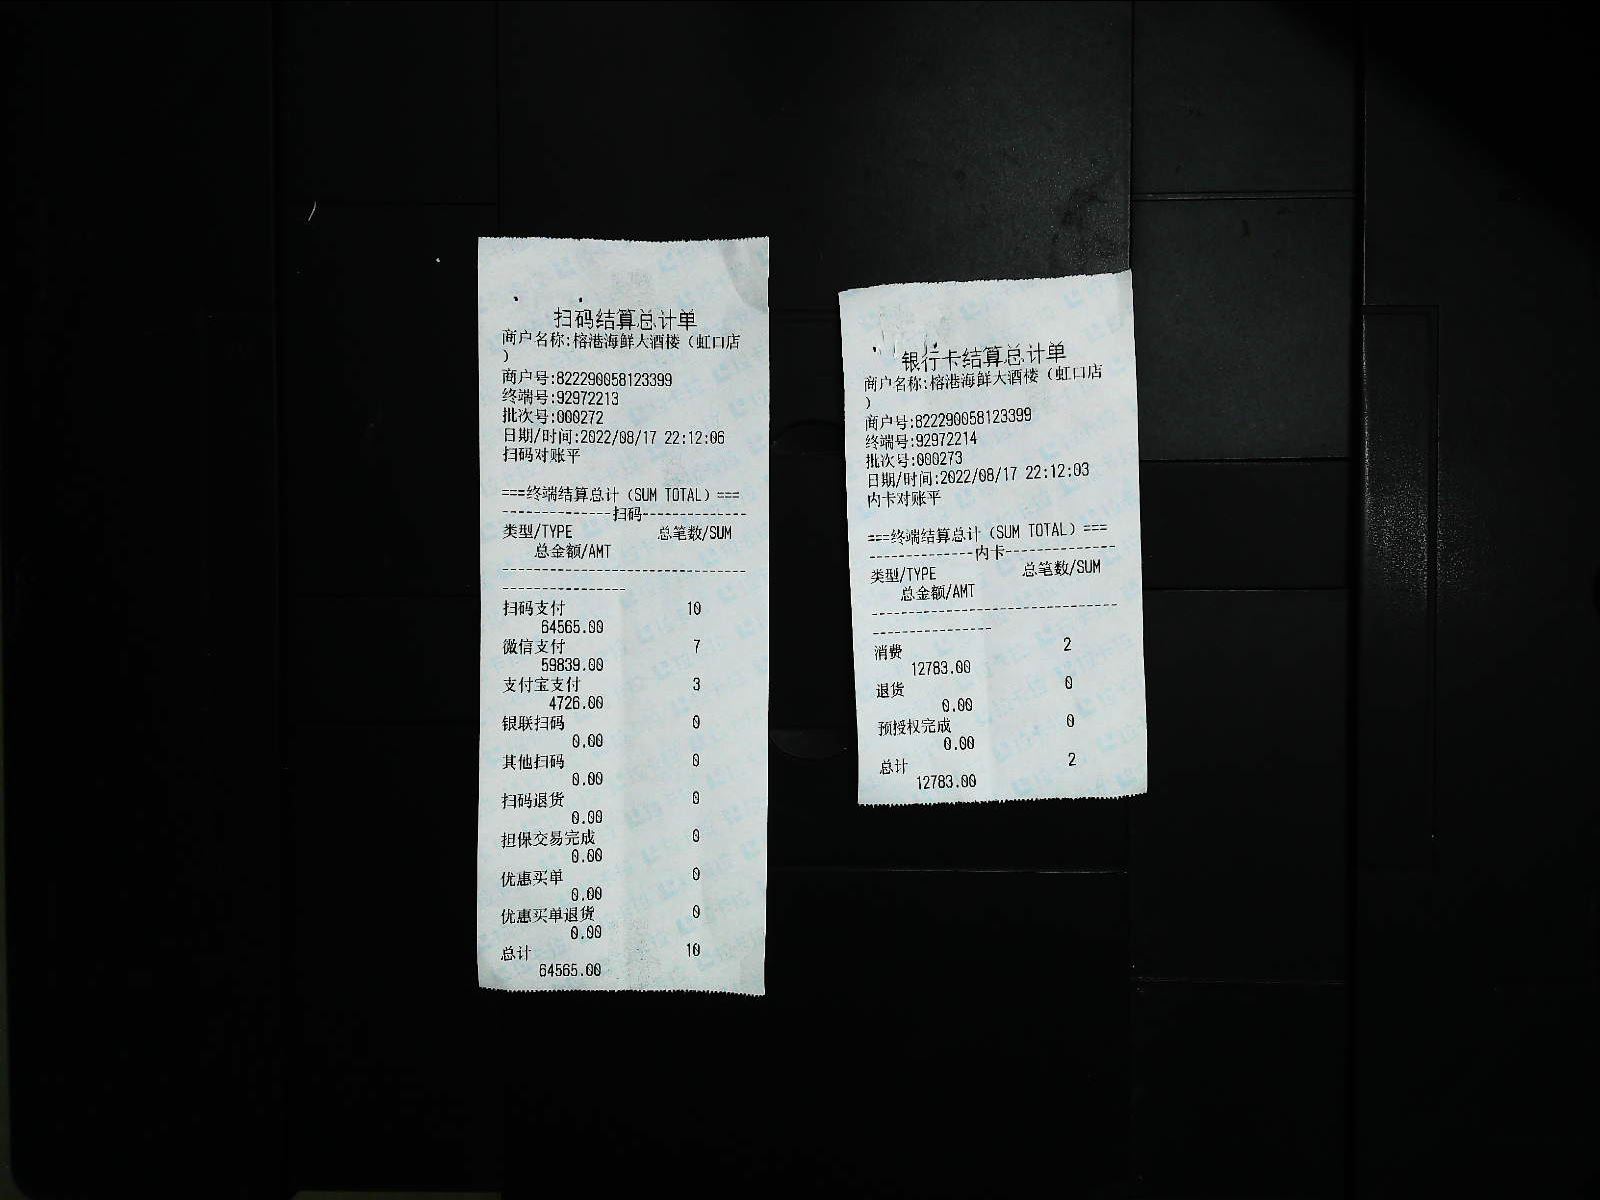 扫码结算总计单
商户名称:榕港海鲜大酒楼（虹口店
）
商户号:822290058123399
终端号:92972213
批次号:000272
日期/时间:2022/08/17 22:12:06
扫码对账平
===终端结算总计（SUM TOTAL）===
--------------扫码--------------
类型/TYPE 总笔数/SUM
总金额/AMT
--------------------------------
----------------
扫码支付 10
64565.00
微信支付 7
59839.00
支付宝支付 3
4726.00
银联扫码 0
0.00
其他扫码 0
0.00
扫码退货 0
0.00
担保交易完成 0
0.00
优惠买单 0
0.00
优惠买单退货 0
0.00
总计 10
64565.00
银行卡结算总计单
商户名称:榕港海鲜大酒楼（虹口店
）
商户号:822290058123399
终端号:92972214
批次号:000273
日期/时间:2022/08/17 22:12:03
内卡对账平
===终端结算总计（SUM TOTAL）===
--------------内卡--------------
类型/TYPE 总笔数/SUM
总金额/AMT
--------------------------------
----------------
消费 2
12783.00
退货 0
0.00
预授权完成 0
0.00
总计 2
12783.00